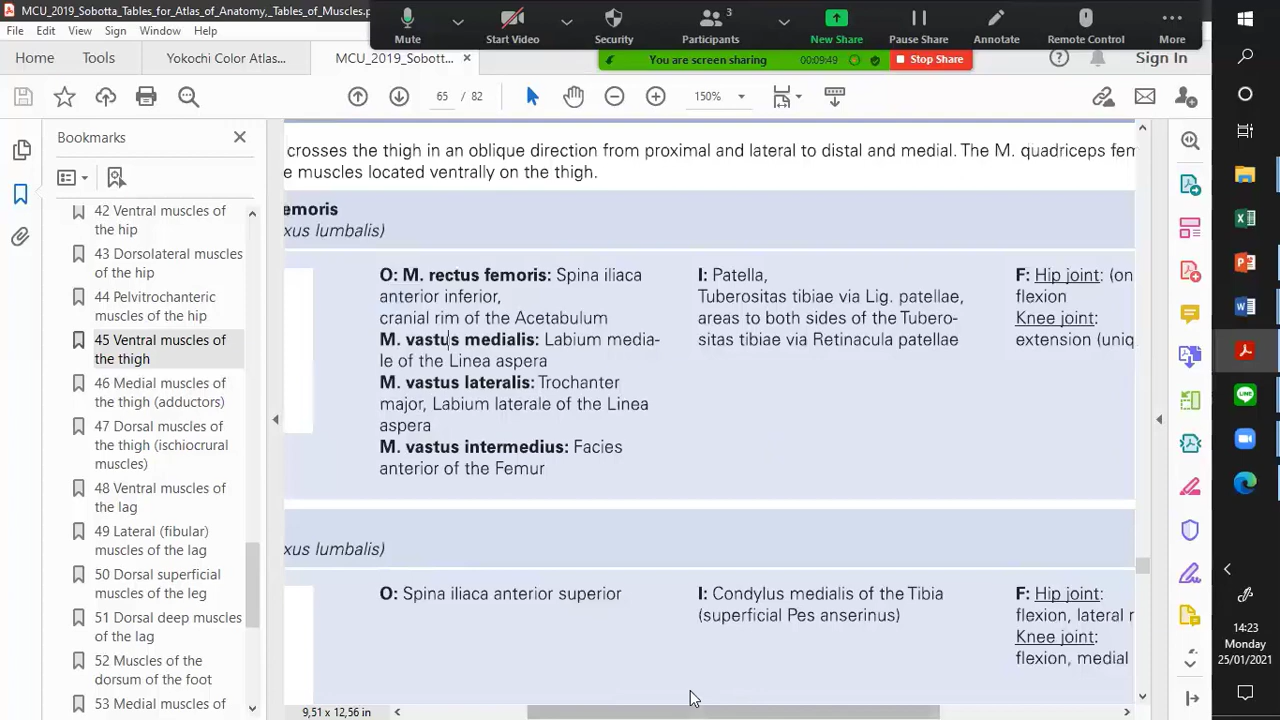 MCU_2019_Sobotta_Tables_for_Atlas_of_Anatomy,_Tables_of_Muscles.p
File Edit View Sign Window Help
Mute
Start Video
Security
3
Participants
New Share
Pause Share
Annotate
Remote Control
More
You are screen sharing
00:09:49
Stop Share
Home
Tools
Yokochi Color Atlas...
MCU_2019_Sobott...
Sign In
65 / 82
150%
Bookmarks
42 Ventral muscles of
the hip
43 Dorsolateral muscles
of the hip
44 Pelvitrochanteric
muscles of the hip
45 Ventral muscles of
the thigh
46 Medial muscles of
the thigh (adductors)
47 Dorsal muscles of
the thigh (ischiocrural
muscles)
48 Ventral muscles of
the lag
49 Lateral (fibular)
muscles of the lag
50 Dorsal superficial
muscles of the leg
51 Dorsal deep muscles
of the lag
52 Muscles of the
dorsum of the foot
53 Medial muscles of
crosses the thigh in an oblique direction from proximal and lateral to distal and medial. The M. quadriceps fem
e muscles located ventrally on the thigh.
emoris
xus lumbalis)
O: M. rectus femoris: Spina iliaca
anterior inferior,
cranial rim of the Acetabulum
M. vastus medialis: Labium media-
le of the Linea aspera
M. vastus lateralis: Trochanter
major, Labium laterale of the Linea
aspera
M. vastus intermedius: Facies
anterior of the Femur
I: Patella,
Tuberositas tibiae via Lig. patellae,
areas to both sides of the Tubero-
sitas tibiae via Retinacula patellae
F: Hip joint: (on
flexion
Knee joint:
extension (uniq
xus lumbalis)
O: Spina iliaca anterior superior
I: Condylus medialis of the Tibia
(superficial Pes anserinus)
F: Hip joint:
flexion, lateral r
Knee joint:
flexion, medial
9,51 x 12,56 in
14:23
Monday
25/01/2021